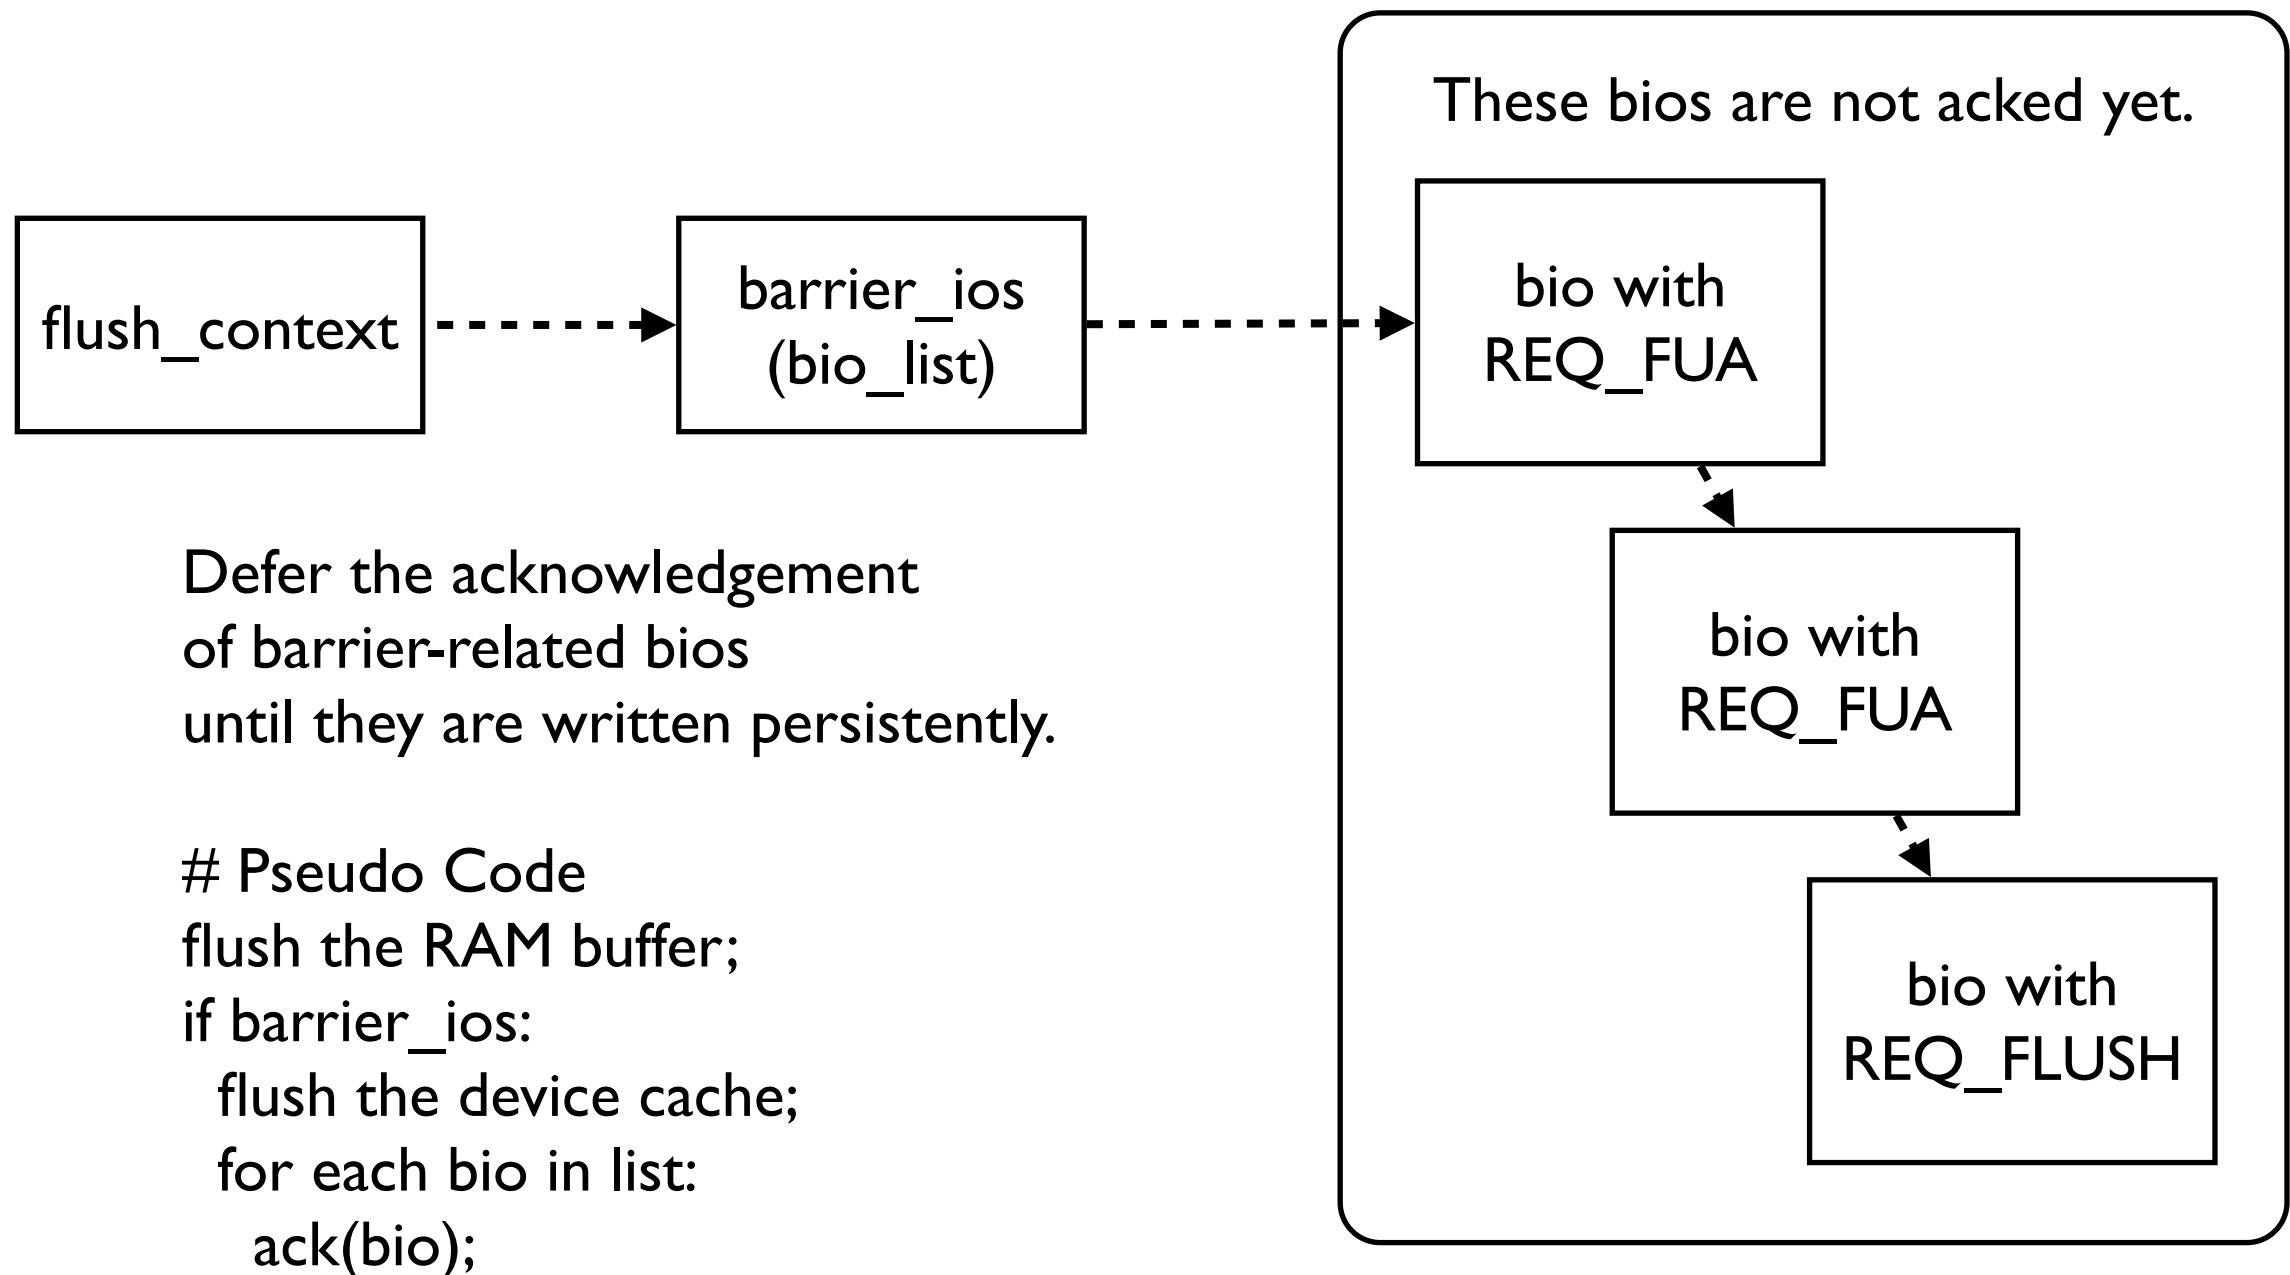 These bios are not acked yet.
flush_context
barrier_ios
(bio_list)
bio with
REQ_FUA
bio with
REQ_FUA
bio with
REQ_FLUSH
Defer the acknowledgement
of barrier-related bios
until they are written persistently.
# Pseudo Code
flush the RAM buffer;
if barrier_ios:
flush the device cache;
for each bio in list:
ack(bio);